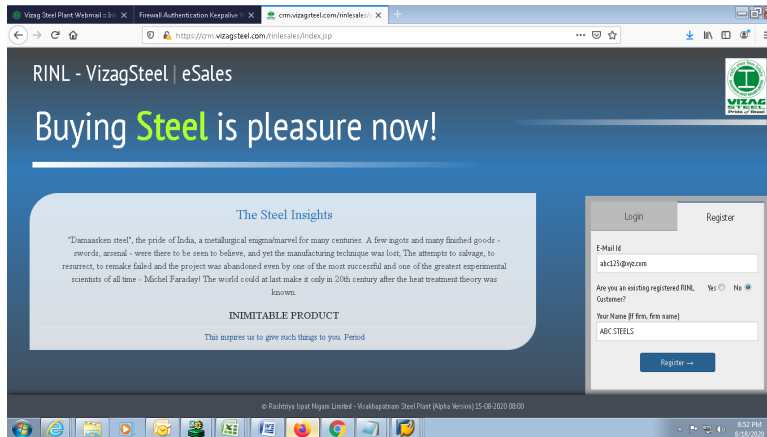 Vizag Steel Plant Webmail :: In
Firewall Authentication Keepalive
crm.vizagsteel.com/rinlesales/
https://crm.vizagsteel.com/rinlesales/index.jsp
RINL - VizagSteel | eSales
VIZAG
STEEL
Pride of Steel
Buying Steel is pleasure now!
The Steel Insights
"Damaasken steel", the pride of India, a metallurgical enigma/marvel for many centuries. A few ingots and many finished goods -
swords, arsenal - were there to be seen to believe, and yet the manufacturing technique was lost; The attempts to salvage, to
resurrect, to remake failed and the project was abandoned even by one of the most successful and one of the greatest experimental
scientists of all time - Michel Faraday! The world could at last make it only in 20th century after the heat treatment theory was
known.
INIMITABLE PRODUCT
This inspires us to give such things to you. Period
Login Register
E-Mail Id
abc123@xyz.com
Are you an existing registered RINL Yes No
Customer?
Your Name (If firm, firm name)
ABC STEELS
Register →
© Rashtriya Ispat Nigam Limited - Visakhapatnam Steel Plant (Alpha Version) 15-08-2020 08:00
8:52 PM
8/18/2020